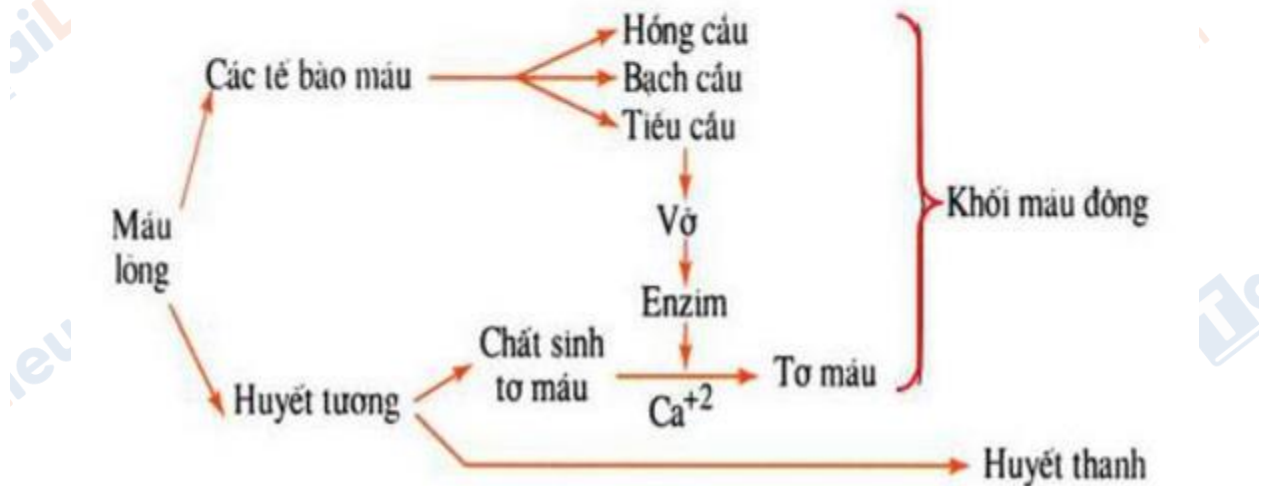 Hồng cầu
Các tế bào máu
Bạch cầu
Tiểu cầu
Máu
lỏng
Vỡ
Khối máu đông
Enzim
Chất sinh
tơ máu
Tơ máu
Huyết tương
Ca+2
Huyết thanh